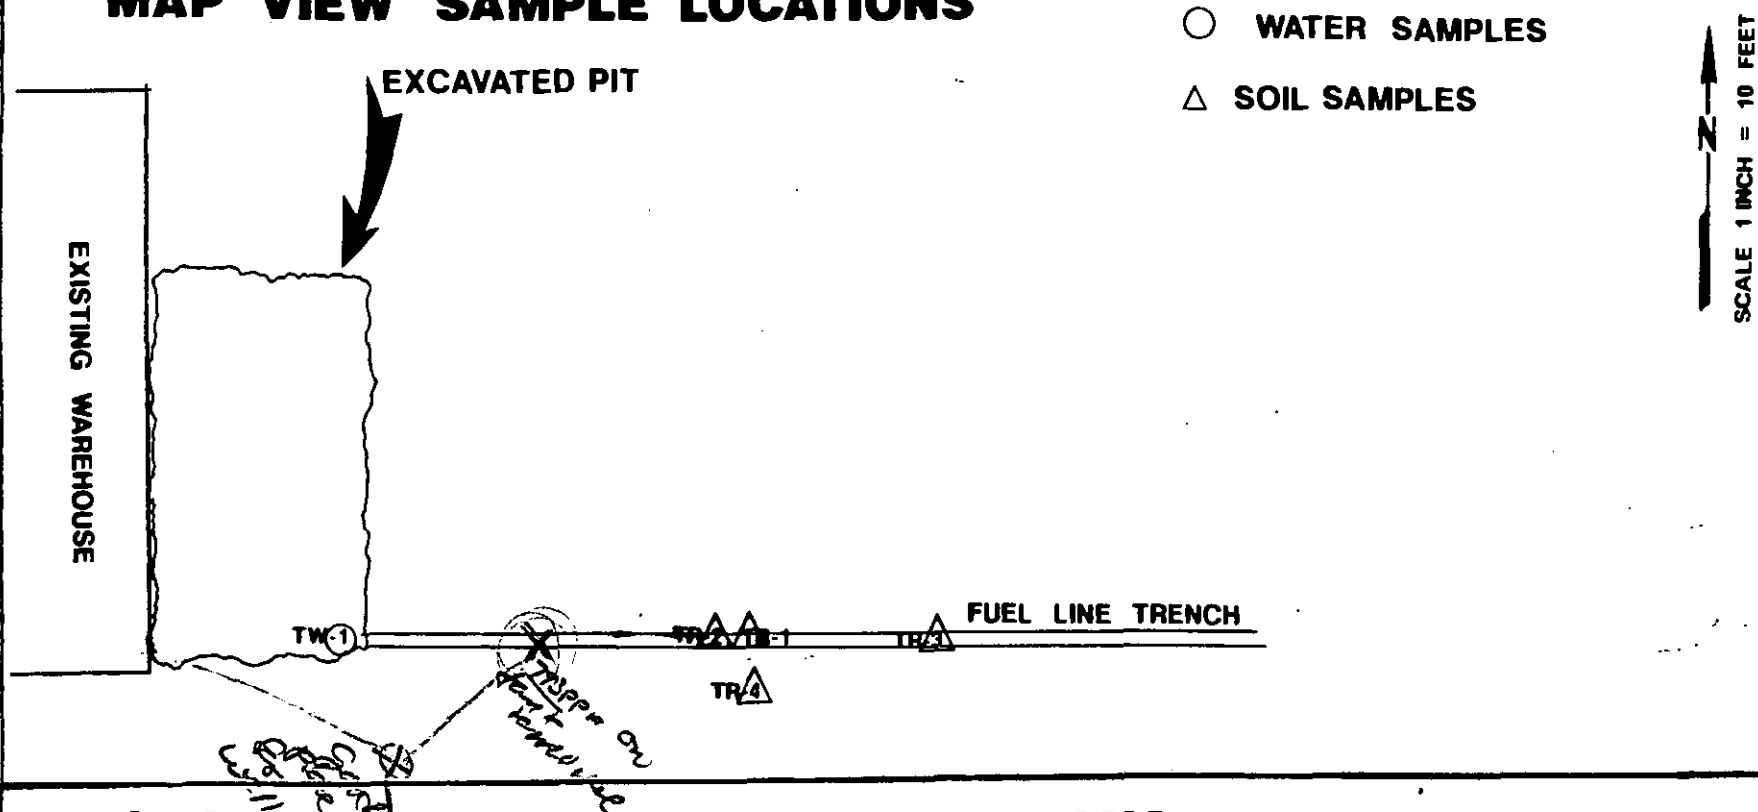 MAP VIEW SAMPLE LOCATIONS
WATER SAMPLES
EXCAVATED PIT
SOIL SAMPLES
N
SCALE 1 INCH = 10 FEET
EXISTING WAREHOUSE
FUEL LINE TRENCH
TW-1
TR-2
TR-1
TR-3
TR-4
on